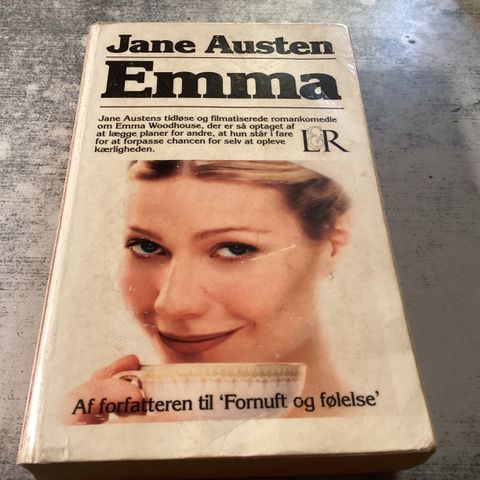 Jane Austen
Emma
Jane Austens tidløse og filmatiserede romankomedie
om Emma Woodhouse, der er så optaget af
at lægge planer for andre, at hun står i fare
for at forpasse chancen for selv at opleve
kærligheden.
L&R
Af forfatteren til 'Fornuft og følelse'